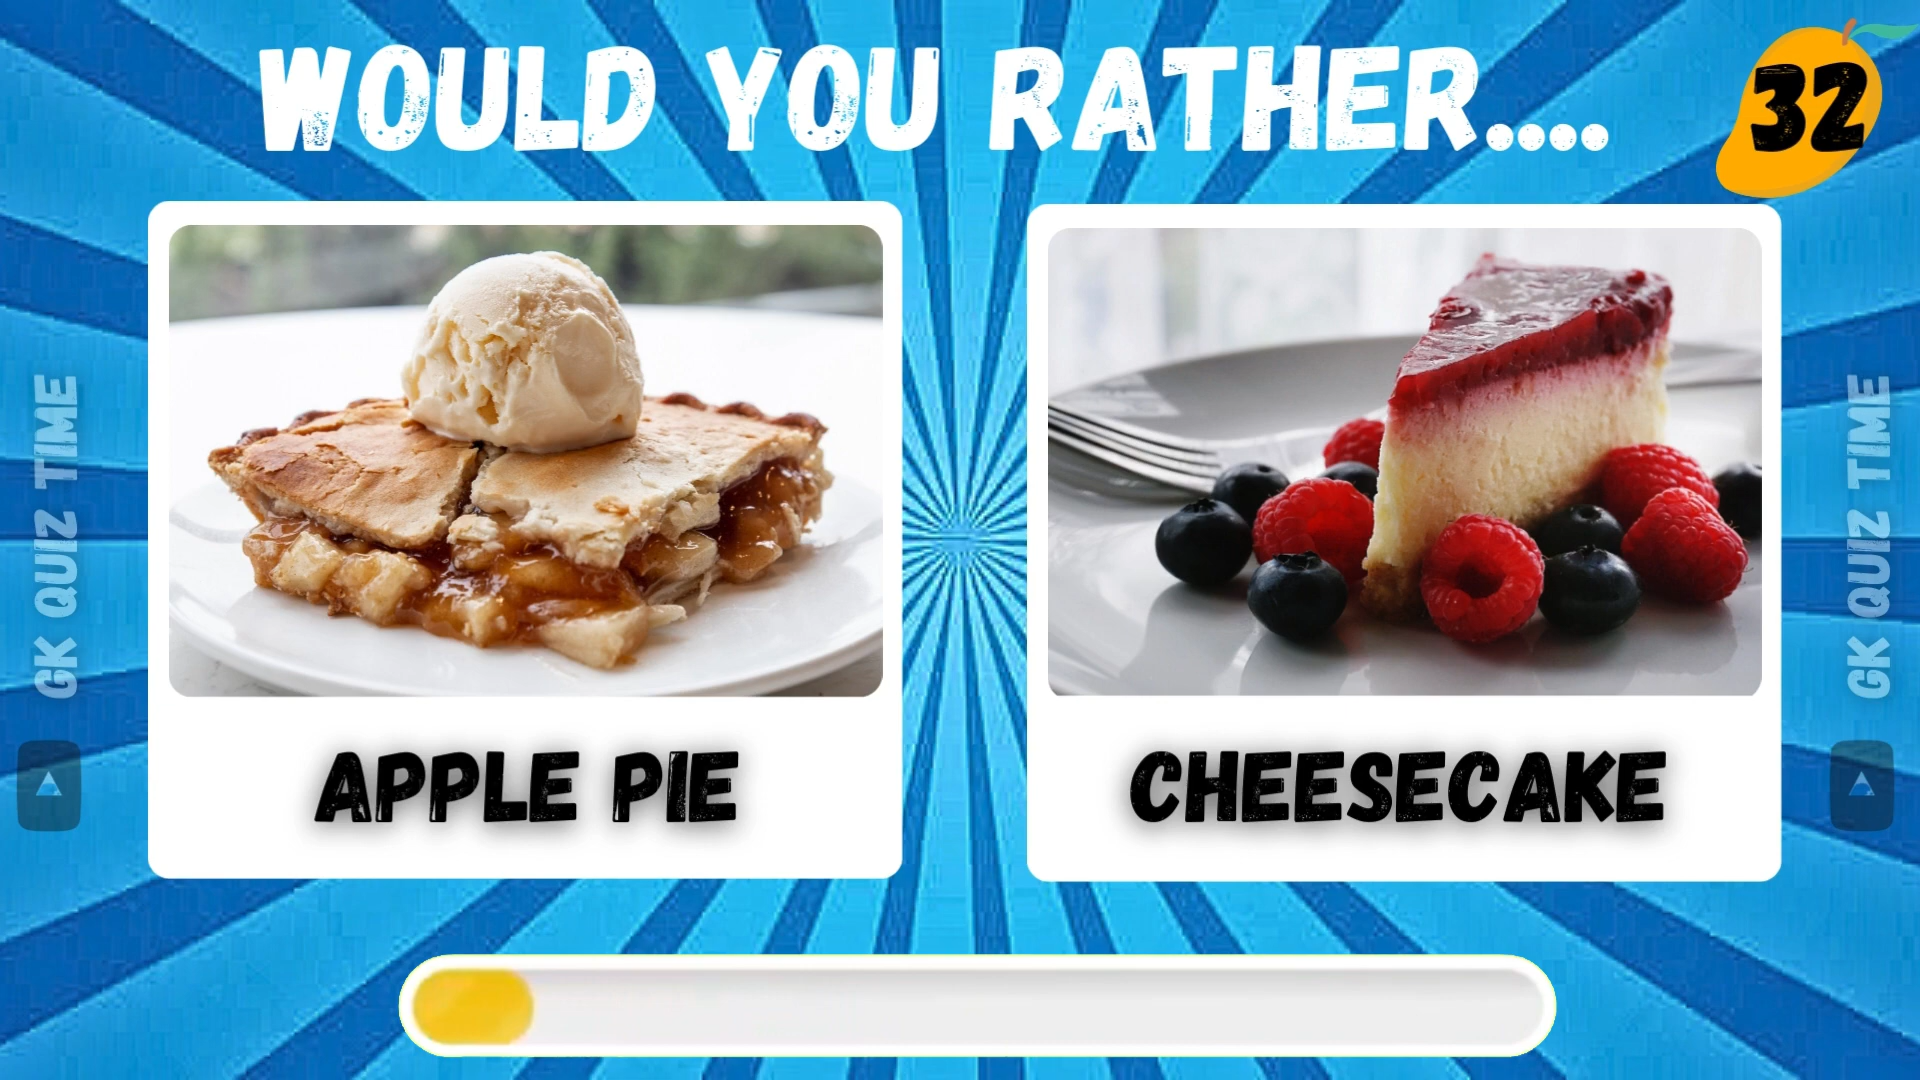 WOULD YOU RATHER....
32
APPLE PIE
CHEESECAKE
GK QUIZ TIME
GK QUIZ TIME